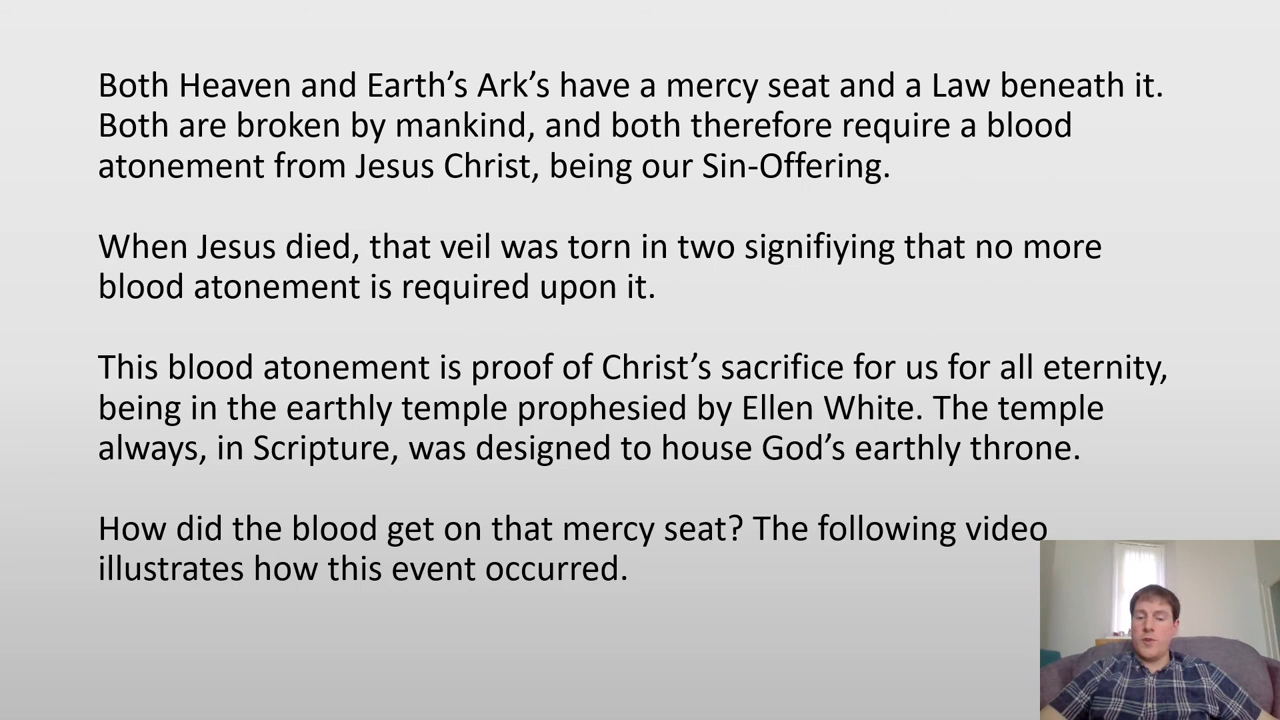 Both Heaven and Earth’s Ark’s have a mercy seat and a Law beneath it.
Both are broken by mankind, and both therefore require a blood
atonement from Jesus Christ, being our Sin-Offering.
When Jesus died, that veil was torn in two signifiying that no more
blood atonement is required upon it.
This blood atonement is proof of Christ’s sacrifice for us for all eternity,
being in the earthly temple prophesied by Ellen White. The temple
always, in Scripture, was designed to house God’s earthly throne.
How did the blood get on that mercy seat? The following video
illustrates how this event occurred.